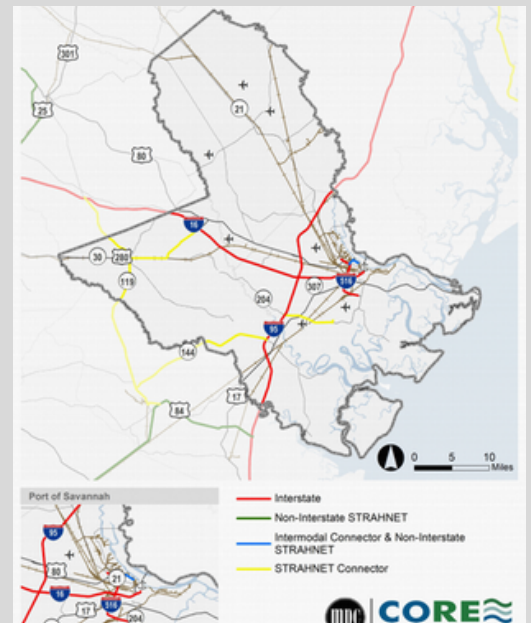 301
25
21
80
16
30
280
119
204
307
516
95
144
17
84
0 5 10
Miles
Port of Savannah
95
80
21
16
516
17
204
Interstate
Non-Interstate STRAHNET
Intermodal Connector & Non-Interstate
STRAHNET
STRAHNET Connector
mpc
CORE